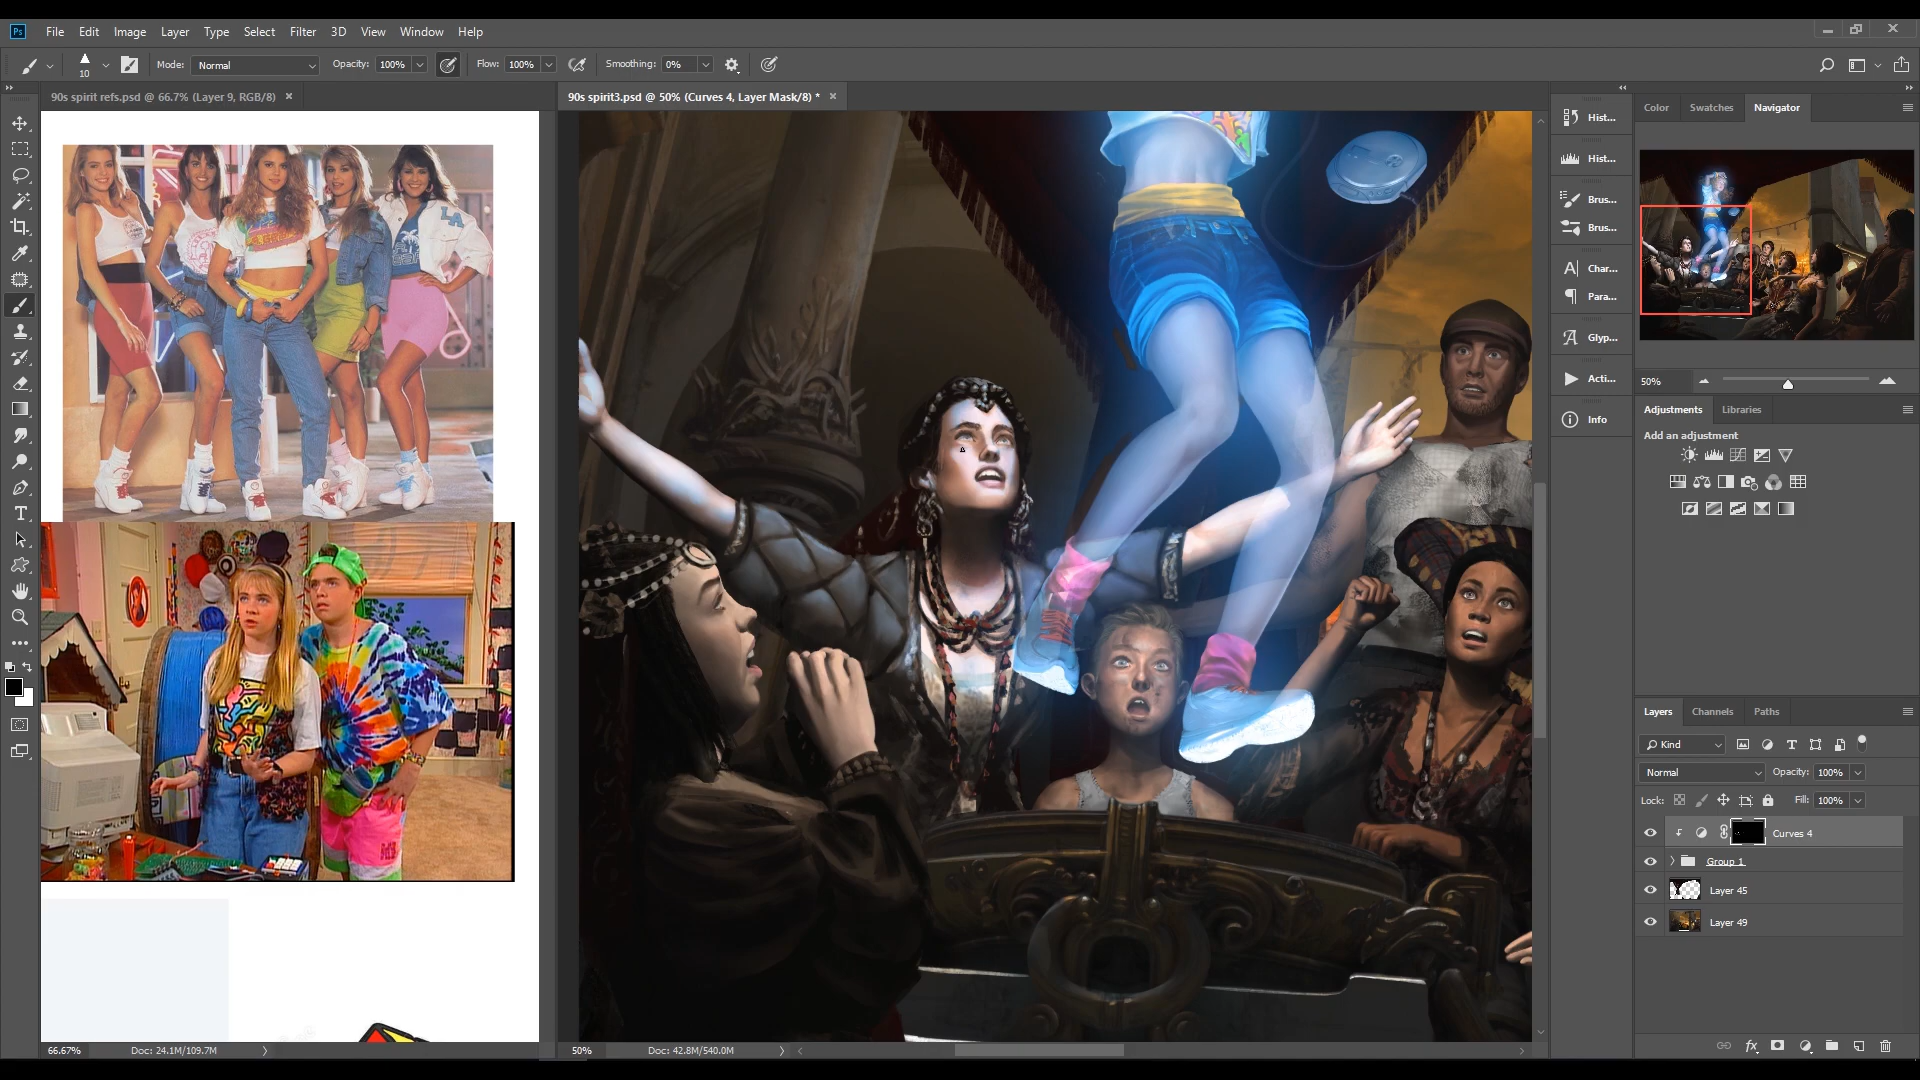 Ps File Edit Image Layer Type Select Filter 3D View Window Help
10 Mode: Normal Opacity: 100% Flow: 100% Smoothing: 0%
90s spirit refs.psd @ 66.7% (Layer 9, RGB/8) ×
90s spirit3.psd @ 50% (Curves 4, Layer Mask/8) * ×
Hist...
Hist...
Brus...
Brus...
Char...
Para...
Glyp...
Acti...
Info
Color Swatches Navigator
50%
Adjustments Libraries
Add an adjustment
Layers Channels Paths
Kind
Normal Opacity: 100%
Lock: Fill: 100%
Curves 4
Group 1
Layer 45
Layer 49
fx
LA
66.67% Doc: 24.1M/109.7M
50% Doc: 42.8M/540.0M